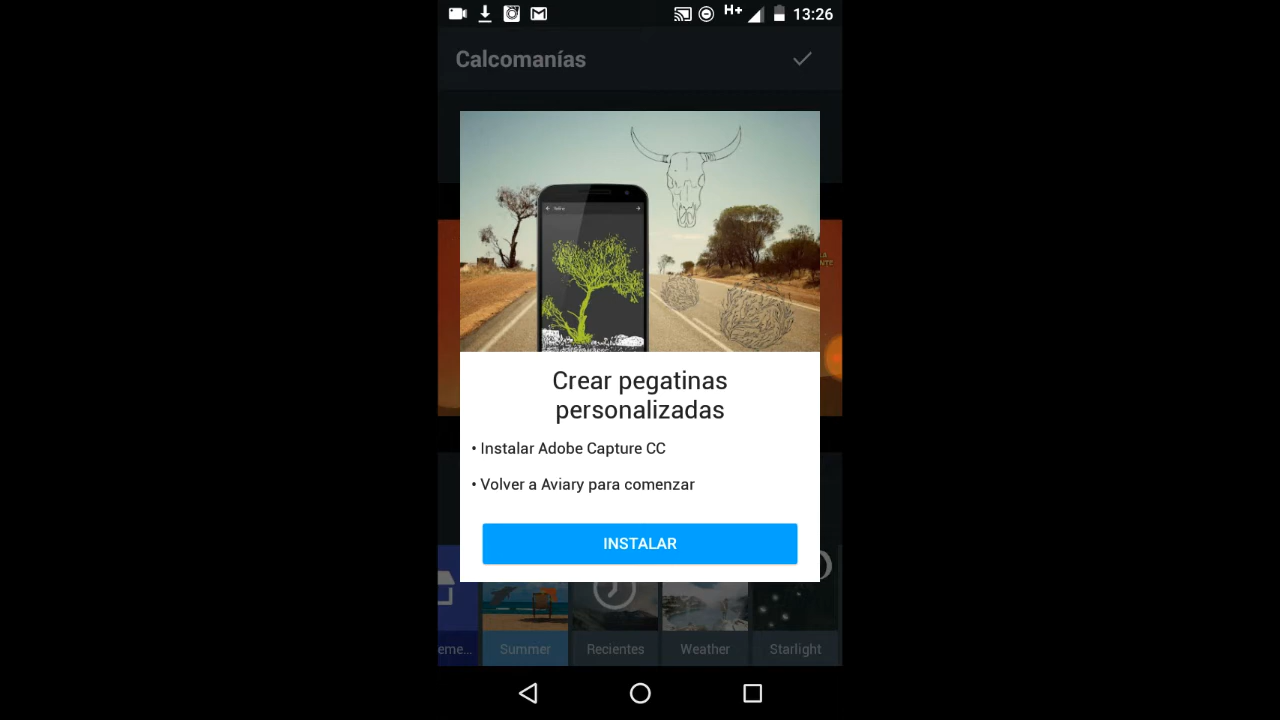 H+ 13:26
Calcomanías
Crear pegatinas
personalizadas
• Instalar Adobe Capture CC
• Volver a Aviary para comenzar
INSTALAR
eme... Summer Recientes Weather Starlight